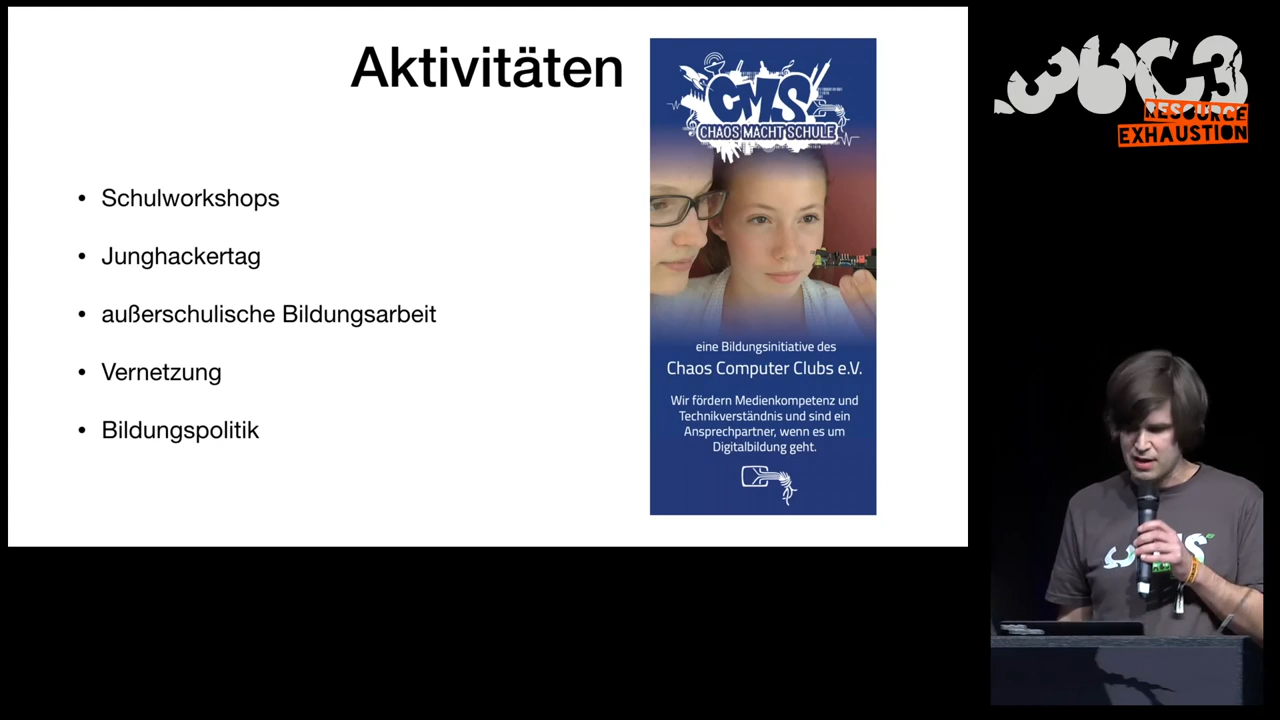 Aktivitäten
• Schulworkshops
• Junghackertag
• außerschulische Bildungsarbeit
• Vernetzung
• Bildungspolitik
CMS
CHAOS MACHT SCHULE
eine Bildungsinitiative des
Chaos Computer Clubs e.V.
Wir fördern Medienkompetenz und
Technikverständnis und sind ein
Ansprechpartner, wenn es um
Digitalbildung geht.
36C3
RESOURCE
EXHAUSTION